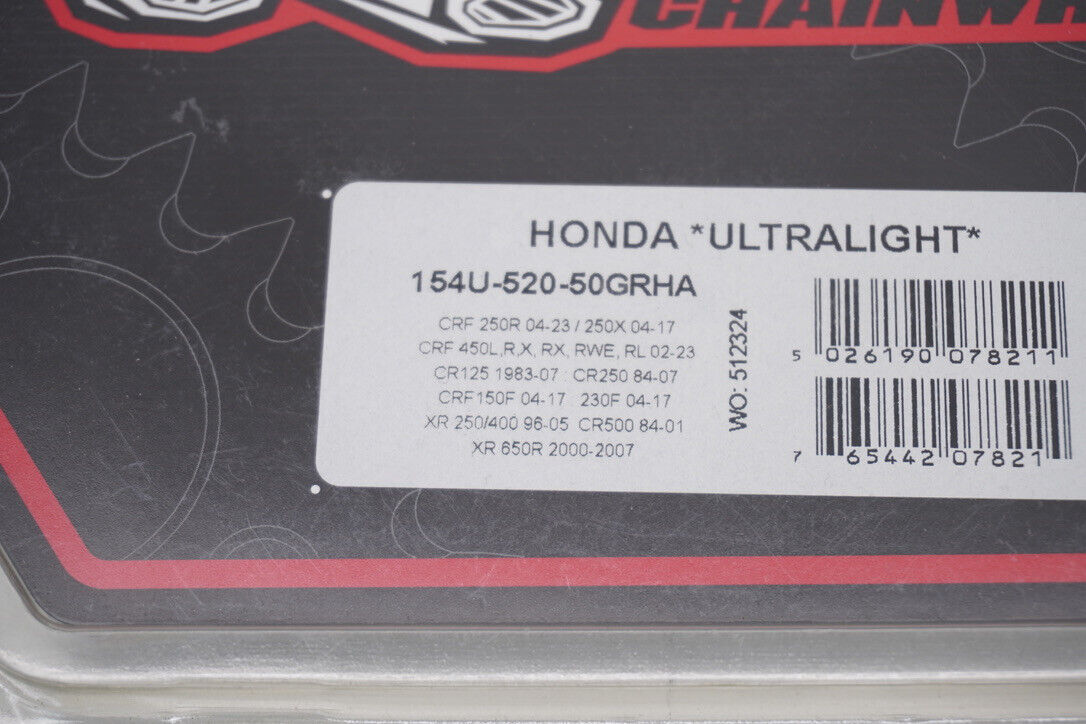 HONDA *ULTRALIGHT*
154U-520-50GRHA
CRF 250R 04-23 / 250X 04-17
CRF 450L,R,X, RX, RWE, RL 02-23
CR125 1983-07 : CR250 84-07
CRF150F 04-17 : 230F 04-17
XR 250/400 96-05 CR500 84-01
XR 650R 2000-2007
WO: 512324
5 026190 078211
7 65442 07821